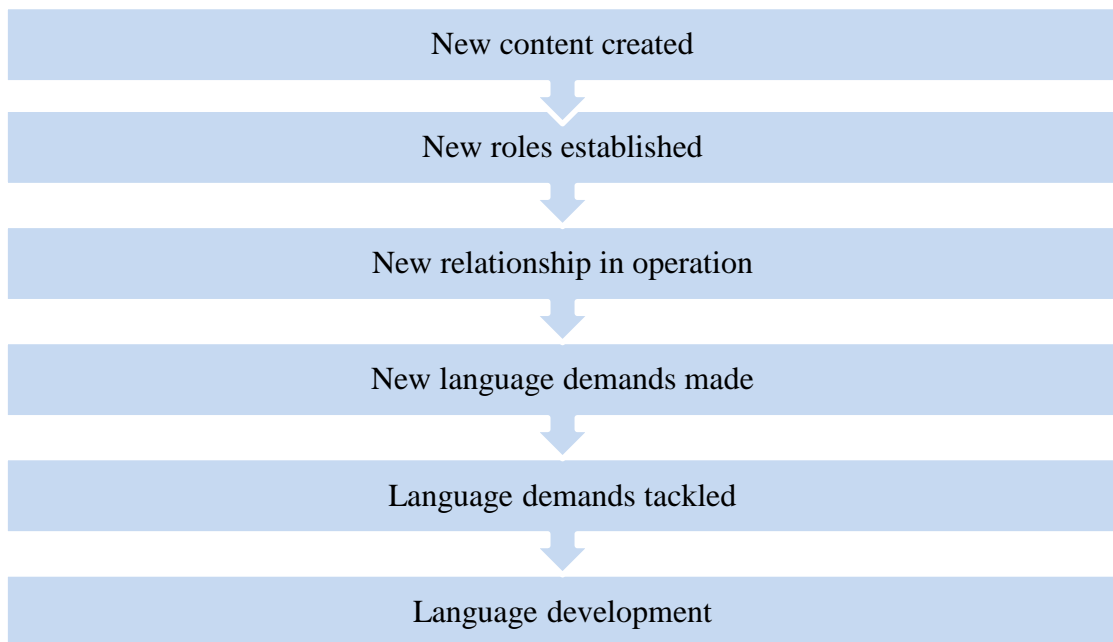 New content created
New roles established
New relationship in operation
New language demands made
Language demands tackled
Language development